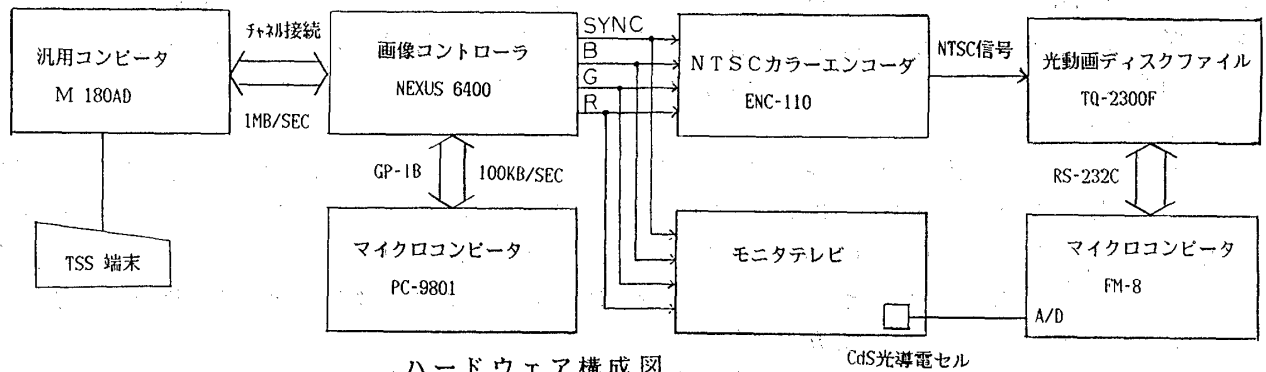 汎用コンピータ
M 180AD
チャネル接続
1MB/SEC
画像コントローラ
NEXUS 6400
SYNC
B
G
R
NTSCカラーエンコーダ
ENC-110
NTSC信号
光動画ディスクファイル
TQ-2300F
GP-IB
100KB/SEC
RS-232C
TSS 端末
マイクロコンピータ
PC-9801
モニタテレビ
マイクロコンピータ
FM-8
A/D
CdS光導電セル
ハードウェア構成図